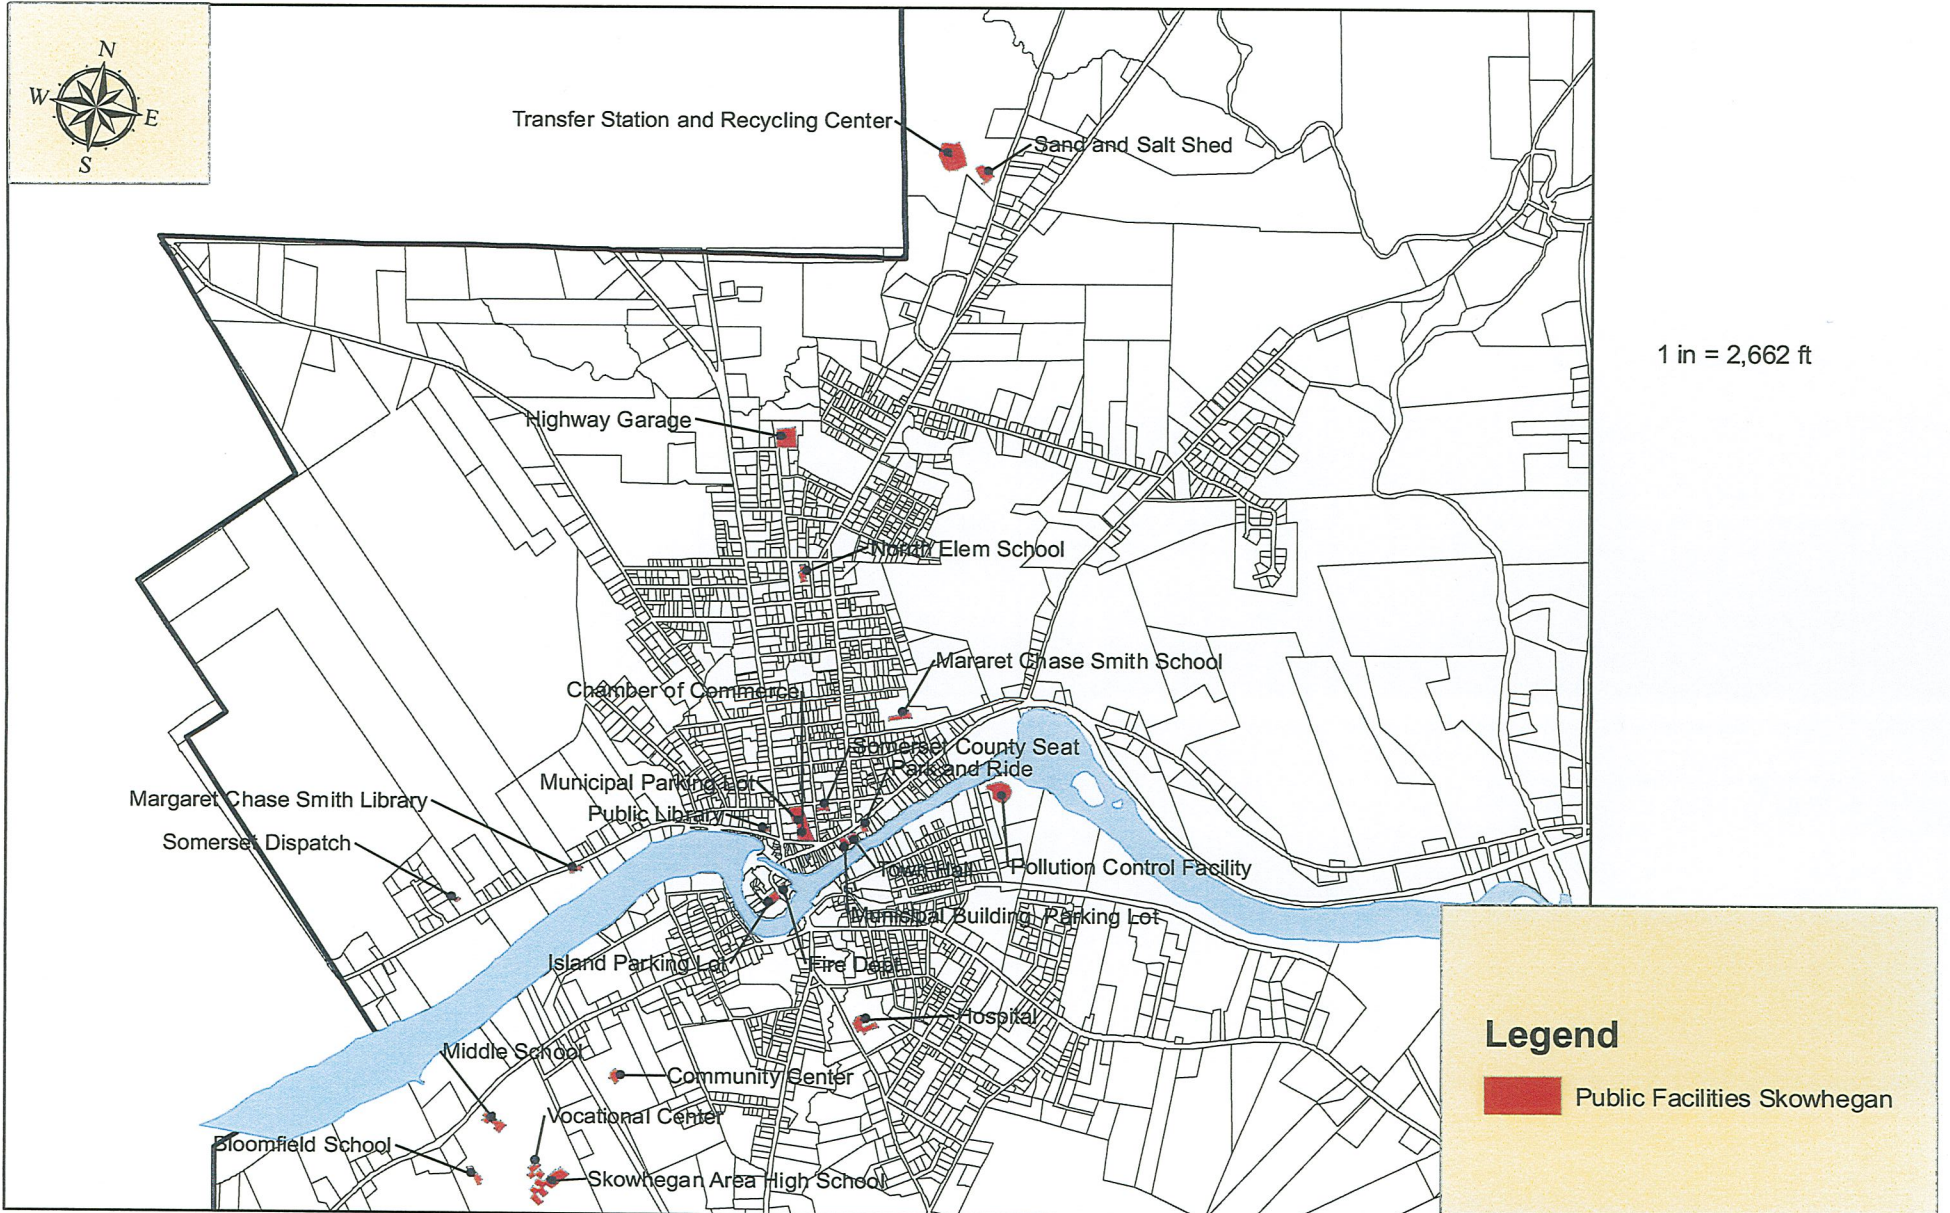 N
W
E
S
Transfer Station and Recycling Center
Sand and Salt Shed
1 in = 2,662 ft
Highway Garage
North Elem School
Mararet Chase Smith School
Chamber of Commerce
Somerset County Seat
Park and Ride
Municipal Parking Lot
Margaret Chase Smith Library
Public Library
Somerset Dispatch
Town Hall
Pollution Control Facility
Municipal Building Parking Lot
Island Parking Lot
Fire Dept
Hospital
Middle School
Community Center
Vocational Center
Bloomfield School
Skowhegan Area High School
Legend
Public Facilities Skowhegan